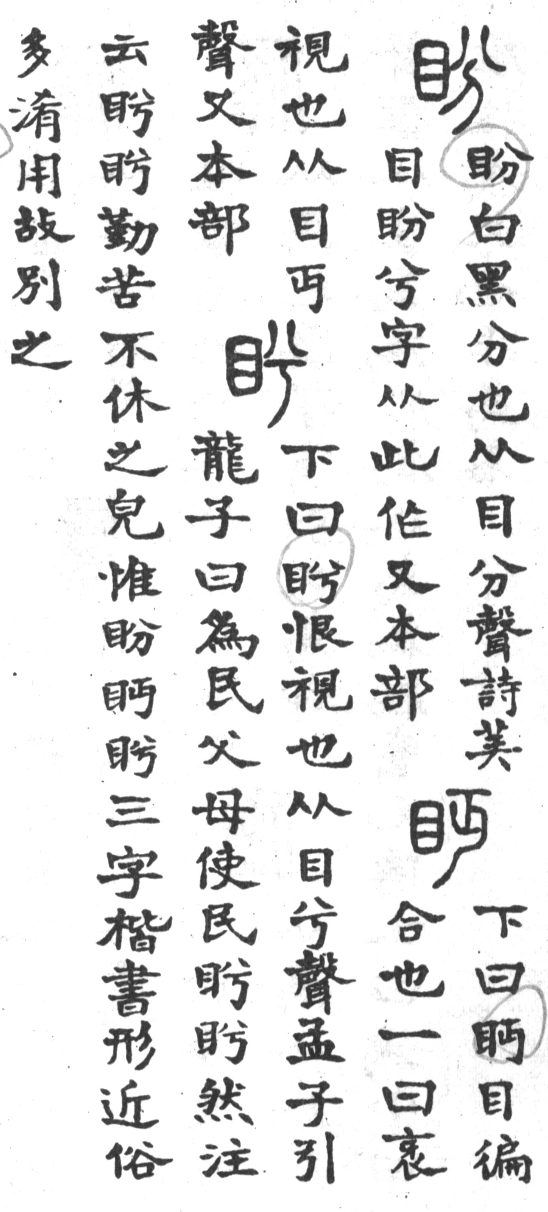 盼
盼白黑分也从目分聲詩美
目盼兮字从此作又本部
眄
下曰眄目徧
合也一曰衺
視也从目丏
聲又本部
盻
下曰盻恨視也从目兮聲孟子引
龍子曰為民父母使民盻盻然注
云盻盻勤苦不休之皃惟盼眄盻三字楷書形近俗
多淆用故別之